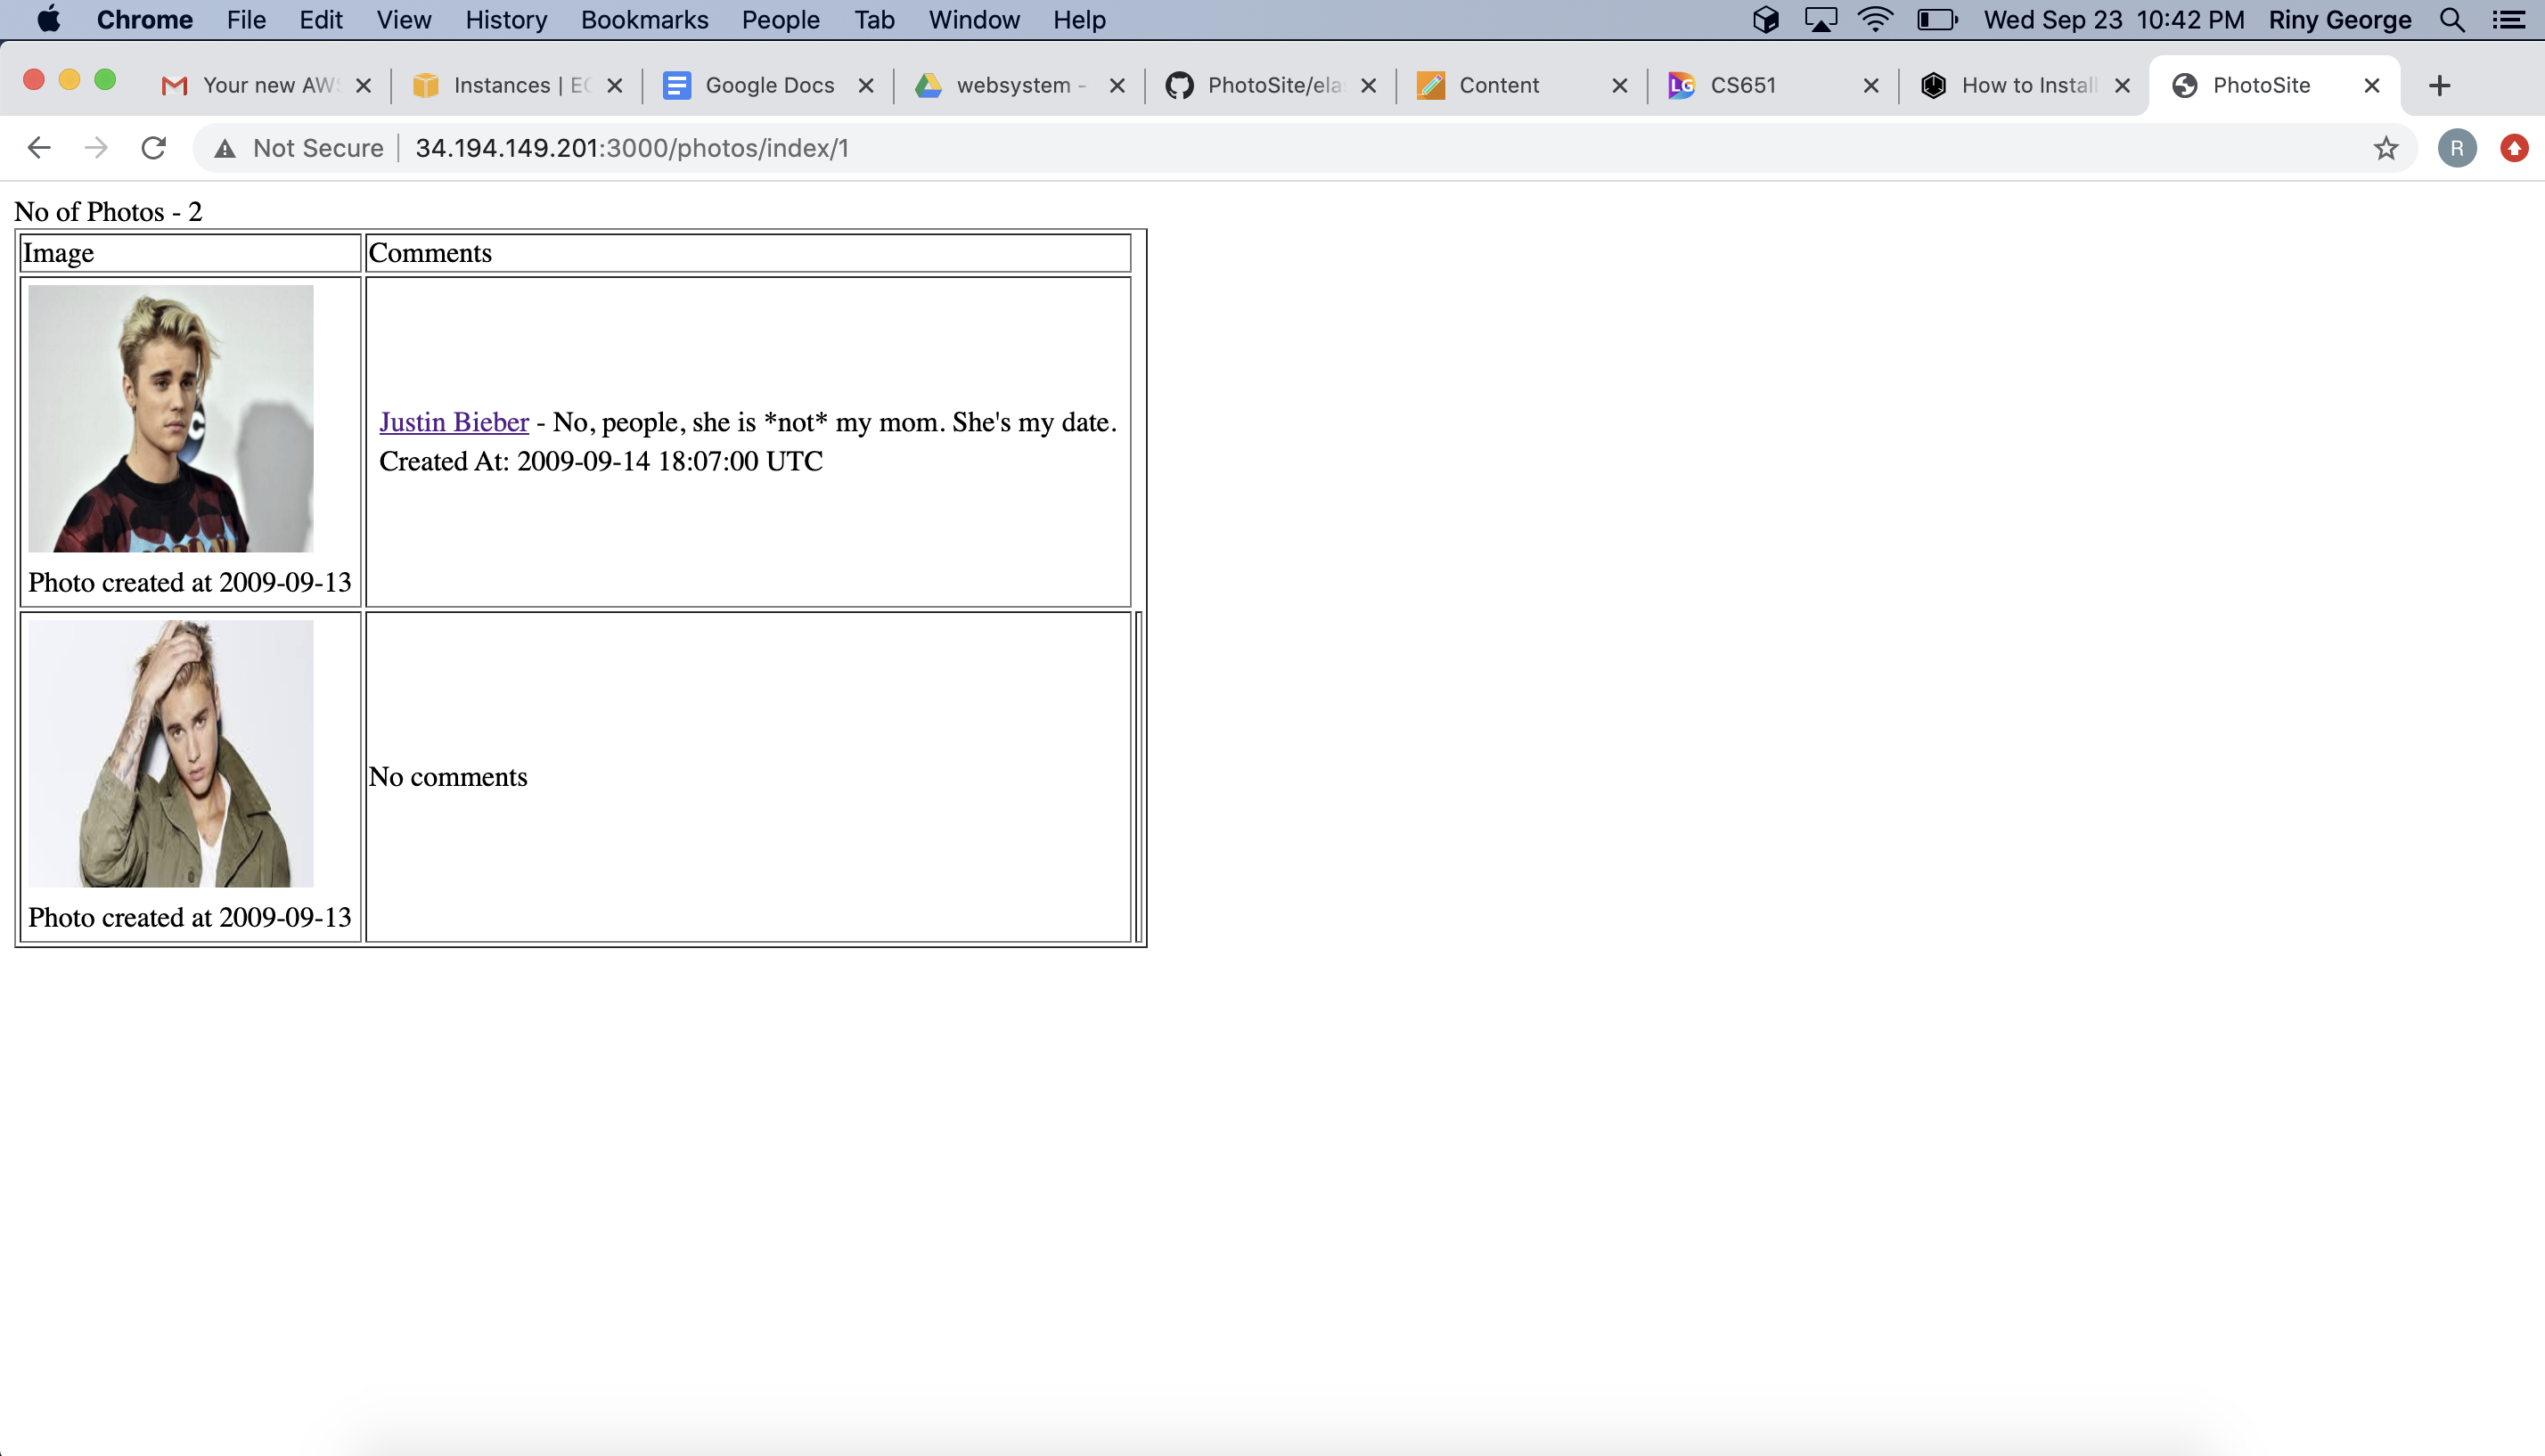 Chrome File Edit View History Bookmarks People Tab Window Help Wed Sep 23 10:42 PM Riny George
Your new AWS Instances | EC Google Docs websystem - PhotoSite/ela Content CS651 How to Install PhotoSite
Not Secure 34.194.149.201:3000/photos/index/1 R
No of Photos - 2
Image Comments
C
Justin Bieber - No, people, she is *not* my mom. She's my date.
Created At: 2009-09-14 18:07:00 UTC
Photo created at 2009-09-13
No comments
Photo created at 2009-09-13